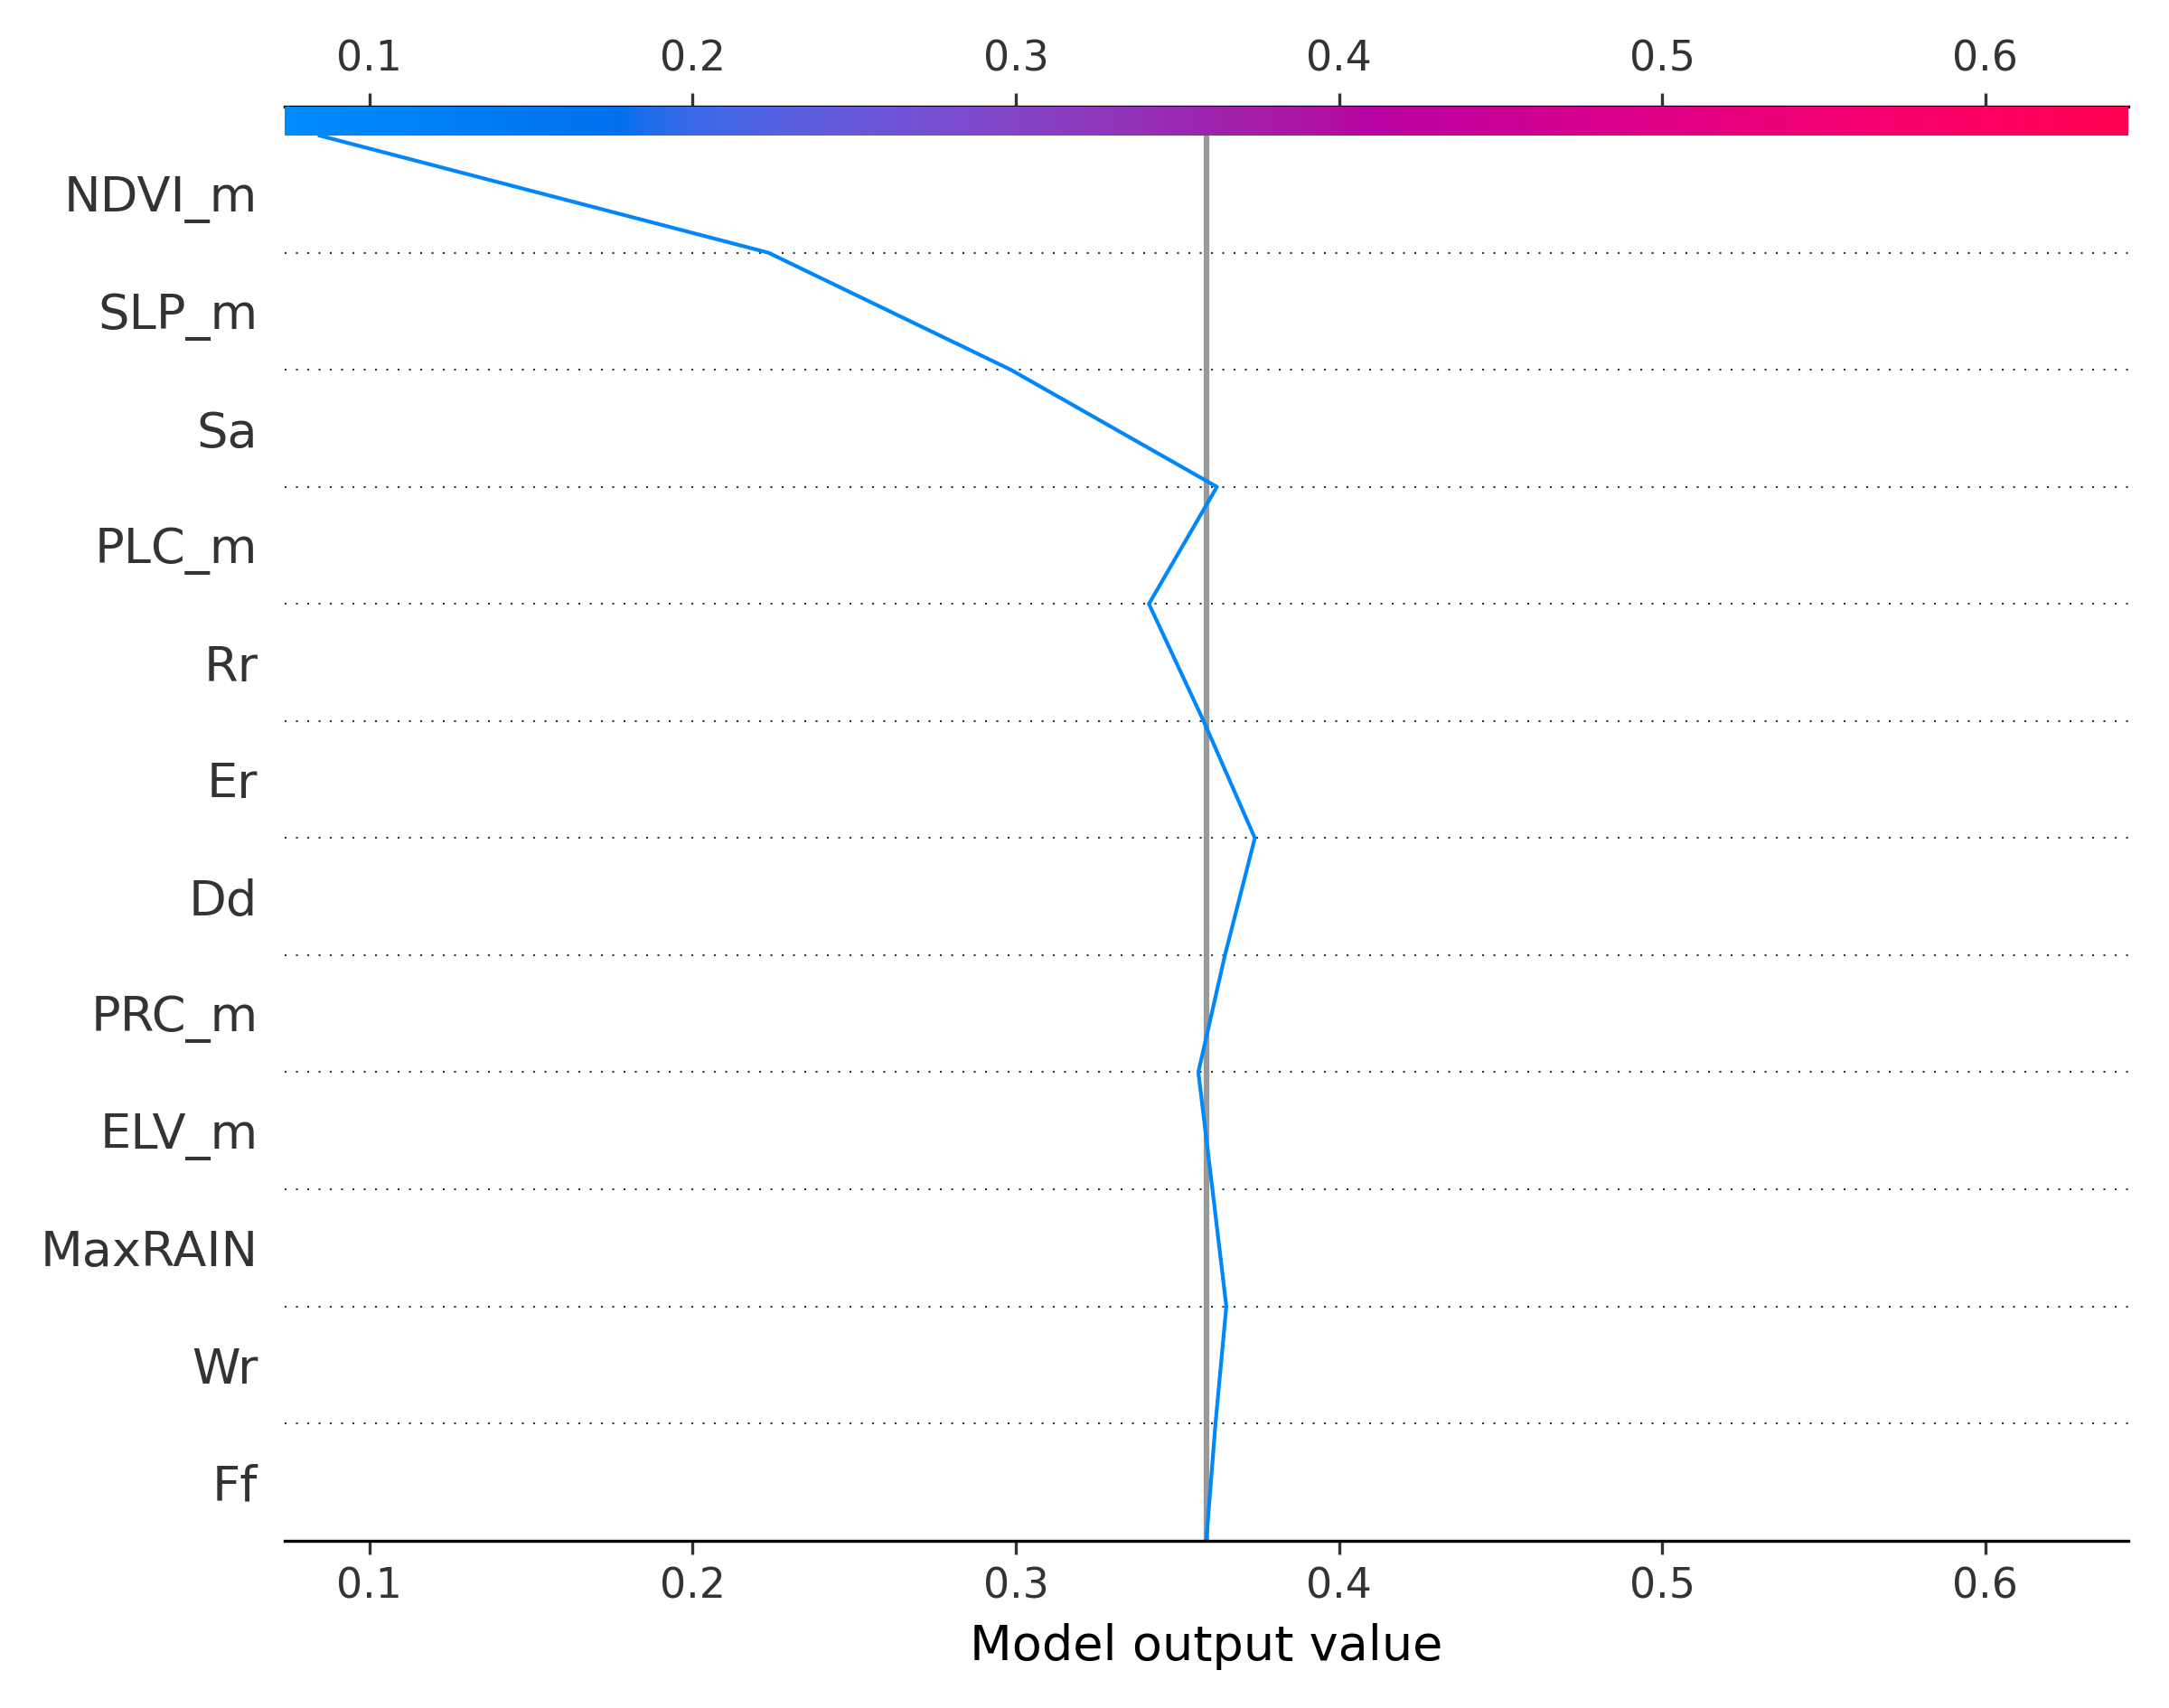 0.1 0.2 0.3 0.4 0.5 0.6
NDVI_m
SLP_m
Sa
PLC_m
Rr
Er
Dd
PRC_m
ELV_m
MaxRAIN
Wr
Ff
0.1 0.2 0.3 0.4 0.5 0.6
Model output value